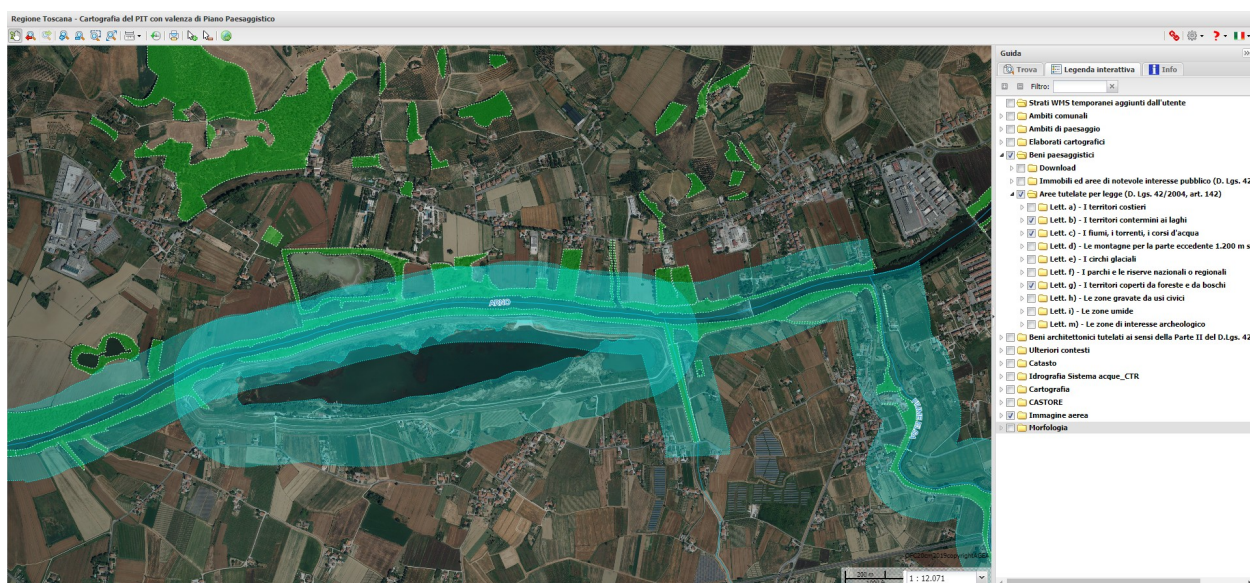 Regione Toscana - Cartografia del PIT con valenza di Piano Paesaggistico
Guida
Trova
Legenda interattiva
Info
Filtro:
Strati WMS temporanei aggiunti dall'utente
Ambiti comunali
Ambiti di paesaggio
Elaborati cartografici
Beni paesaggistici
Download
Immobili ed aree di notevole interesse pubblico (D. Lgs. 42
Aree tutelate per legge (D. Lgs. 42/2004, art. 142)
Lett. a) - I territori costieri
Lett. b) - I territori contermini ai laghi
Lett. c) - I fiumi, i torrenti, i corsi d'acqua
Lett. d) - Le montagne per la parte eccedente 1.200 m s
Lett. e) - I circhi glaciali
Lett. f) - I parchi e le riserve nazionali o regionali
Lett. g) - I territori coperti da foreste e da boschi
Lett. h) - Le zone gravate da usi civici
Lett. i) - Le zone umide
Lett. m) - Le zone di interesse archeologico
Beni architettonici tutelati ai sensi della Parte II del D.Lgs. 42
Ulteriori contesti
Catasto
Idrografia Sistema acque_CTR
Cartografia
CASTORE
Immagine aerea
Morfologia
ARNO
200 m
1 : 12.071